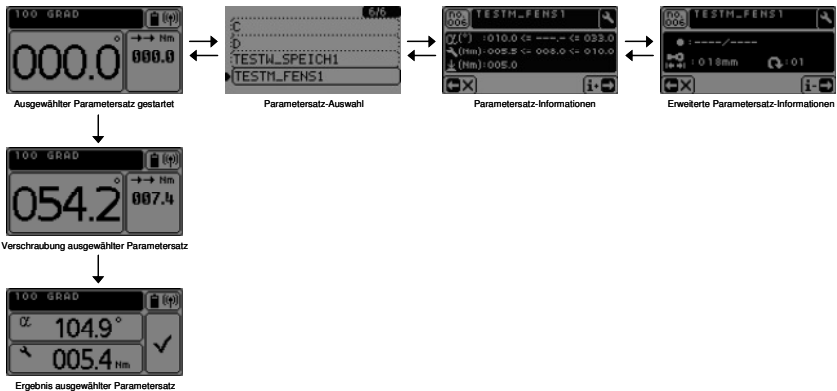 100 GRAD
° →→ Nm
000.0 000.0
Ausgewählter Parametersatz gestartet
6/6
C
D
TESTW_SPEICH1
TESTM_FENS1
Parametersatz-Auswahl
no. 006 TESTM_FENS1
α(°) :010.0 <= ---.- <= 033.0
(Nm):005.5 <= 008.0 <= 010.0
(Nm):005.0
X i+
Parametersatz-Informationen
no. 006 TESTM_FENS1
:----/----
:018mm :01
X i-
Erweiterte Parametersatz-Informationen
100 GRAD
° →→ Nm
054.2 007.4
Verschraubung ausgewählter Parametersatz
100 GRAD
α 104.9°
005.4 Nm
Ergebnis ausgewählter Parametersatz